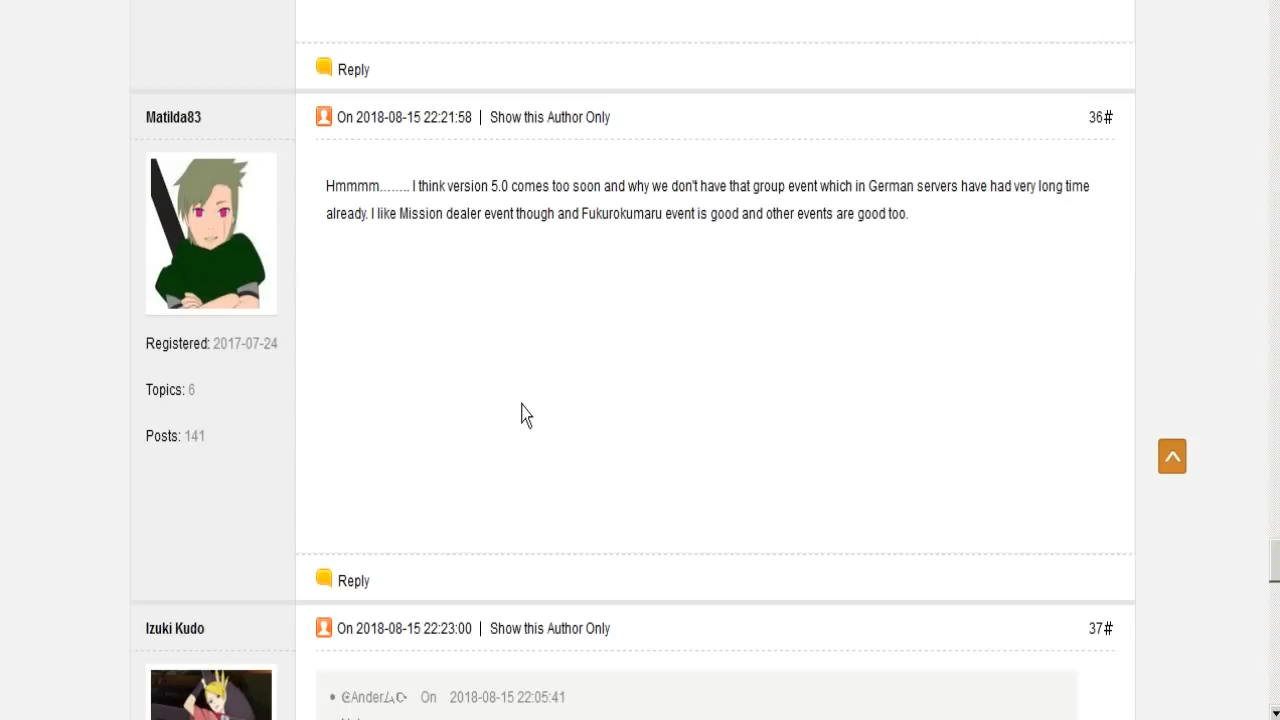 Reply
Matilda83
On 2018-08-15 22:21:58 | Show this Author Only
36#
Hmmmm........ I think version 5.0 comes too soon and why we don't have that group event which in German servers have had very long time
already. I like Mission dealer event though and Fukurokumaru event is good and other events are good too.
Registered: 2017-07-24
Topics: 6
Posts: 141
Reply
Izuki Kudo
On 2018-08-15 22:23:00 | Show this Author Only
37#
On 2018-08-15 22:05:41